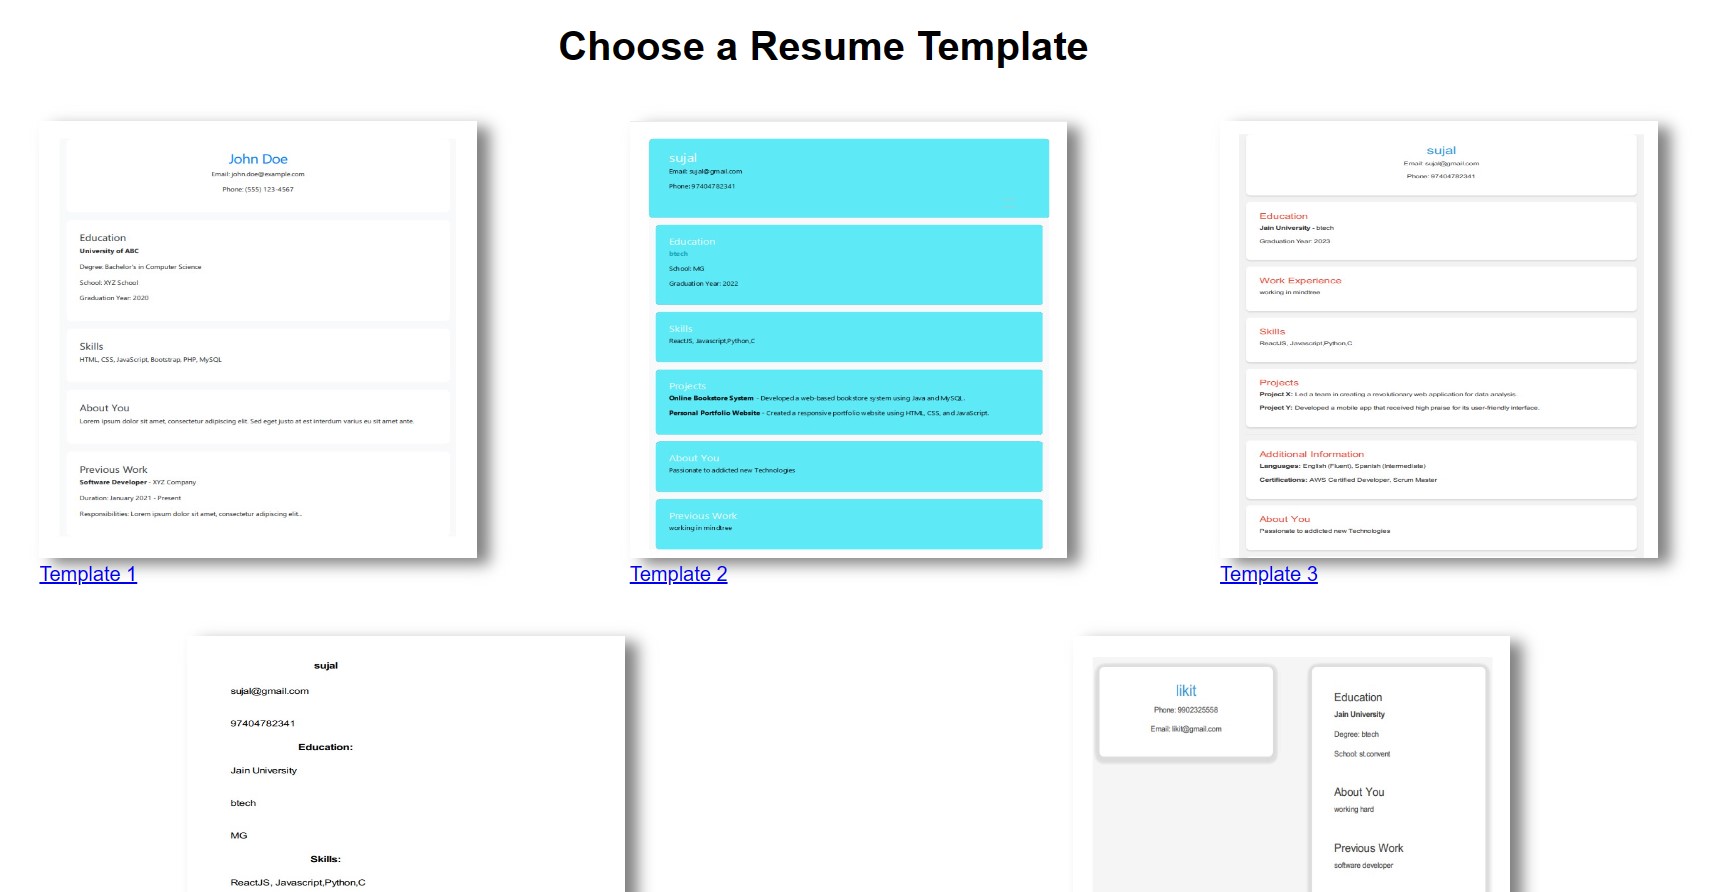 Choose a Resume Template
John Doe
Email: john.doe@example.com
Phone: (555) 123-4567
Education
University of ABC
Degree: Bachelor's in Computer Science
School: XYZ School
Graduation Year: 2020
Skills
HTML, CSS, JavaScript, Bootstrap, PHP, MySQL
About You
Lorem ipsum dolor sit amet, consectetur adipiscing elit. Sed eget justo at est interdum varius eu sit amet ante.
Previous Work
Software Developer - XYZ Company
Duration: January 2021 - Present
Responsibilities: Lorem ipsum dolor sit amet, consectetur adipiscing elit...
Template 1
sujal
Email: sujal@gmail.com
Phone: 97404782341
Education
btech
School: MG
Graduation Year: 2022
Skills
ReactJS, Javascript,Python,C
Projects
Online Bookstore System - Developed a web-based bookstore system using Java and MySQL.
Personal Portfolio Website - Created a responsive portfolio website using HTML, CSS, and JavaScript.
About You
Passionate to addicted new Technologies
Previous Work
working in mindtree
Template 2
sujal
Email: sujal@gmail.com
Phone: 97404782341
Education
Jain University - btech
Graduation Year: 2023
Work Experience
working in mindtree
Skills
ReactJS, Javascript,Python,C
Projects
Project X: Led a team in creating a revolutionary web application for data analysis.
Project Y: Developed a mobile app that received high praise for its user-friendly interface.
Additional Information
Languages: English (Fluent), Spanish (Intermediate)
Certifications: AWS Certified Developer, Scrum Master
About You
Passionate to addicted new Technologies
Template 3
sujal
sujal@gmail.com
97404782341
Education:
Jain University
btech
MG
Skills:
ReactJS, Javascript,Python,C
likit
Phone: 9902325558
Email: likit@gmail.com
Education
Jain University
Degree: btech
School: st.convent
About You
working hard
Previous Work
software developer